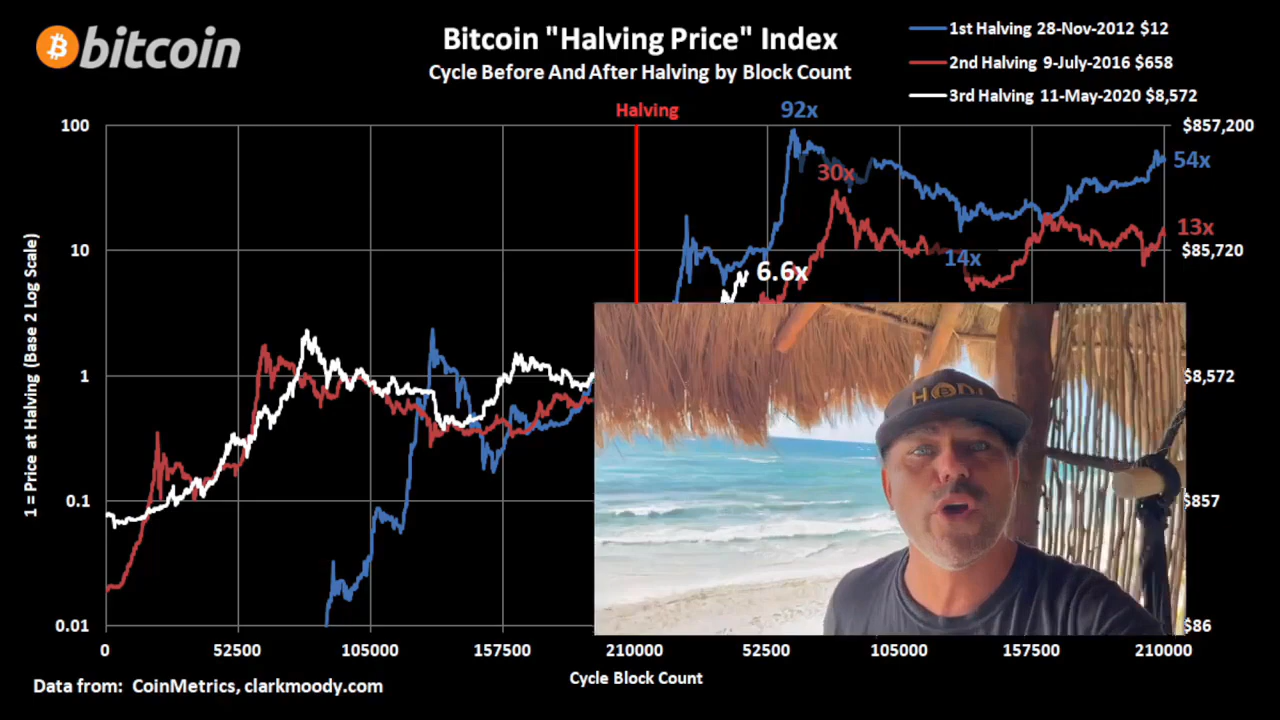 bitcoin
Bitcoin "Halving Price" Index
Cycle Before And After Halving by Block Count
1st Halving 28-Nov-2012 $12
2nd Halving 9-July-2016 $658
3rd Halving 11-May-2020 $8,572
Halving
92x
30x
54x
13x
14x
6.6x
1 = Price at Halving (Base 2 Log Scale)
100
10
1
0.1
0.01
$857,200
$85,720
$8,572
$857
$86
HODL
0
52500
105000
157500
210000
52500
105000
157500
210000
Cycle Block Count
Data from: CoinMetrics, clarkmoody.com